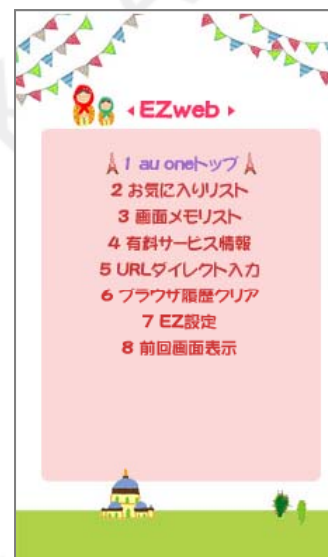 EZweb
1 au oneトップ
2 お気に入りリスト
3 画面メモリスト
4 有料サービス情報
5 URLダイレクト入力
6 ブラウザ履歴クリア
7 EZ設定
8 前回画面表示